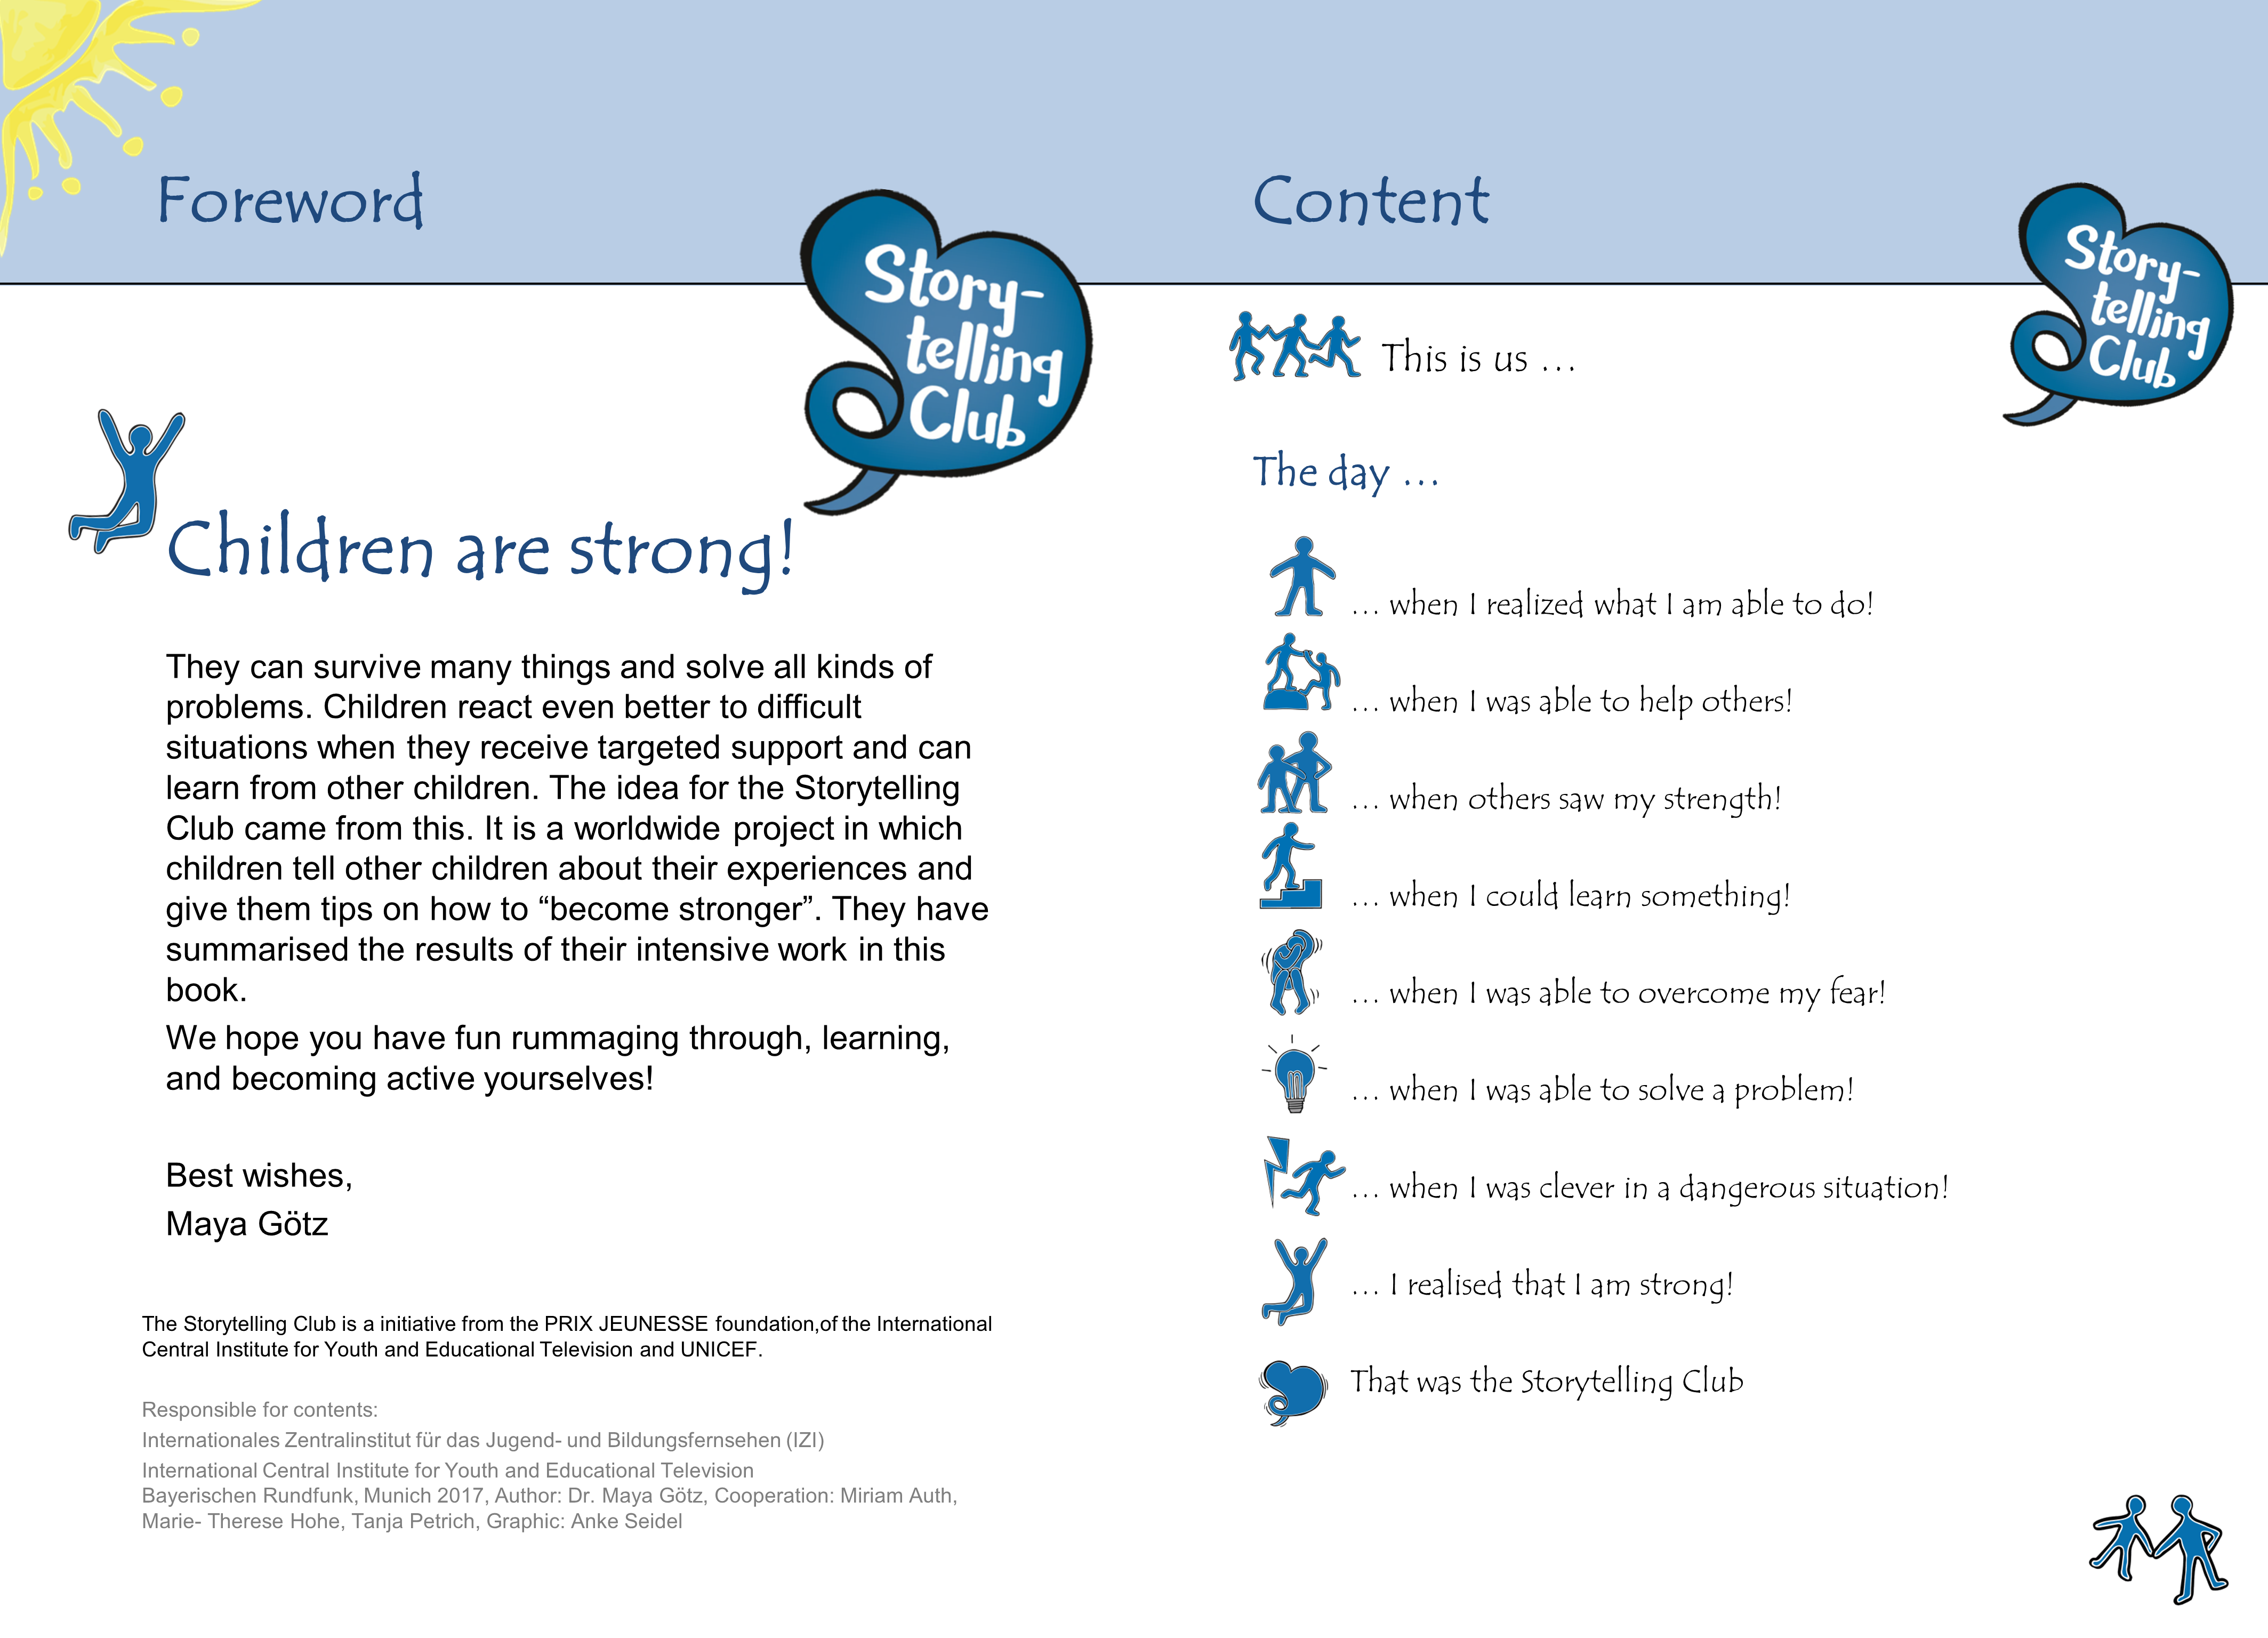 Foreword
Story-
telling
Club
Children are strong!
They can survive many things and solve all kinds of
problems. Children react even better to difficult
situations when they receive targeted support and can
learn from other children. The idea for the Storytelling
Club came from this. It is a worldwide project in which
children tell other children about their experiences and
give them tips on how to “become stronger”. They have
summarised the results of their intensive work in this
book.
We hope you have fun rummaging through, learning,
and becoming active yourselves!
Best wishes,
Maya Götz
The Storytelling Club is a initiative from the PRIX JEUNESSE foundation,of the International
Central Institute for Youth and Educational Television and UNICEF.
Responsible for contents:
Internationales Zentralinstitut für das Jugend- und Bildungsfernsehen (IZI)
International Central Institute for Youth and Educational Television
Bayerischen Rundfunk, Munich 2017, Author: Dr. Maya Götz, Cooperation: Miriam Auth,
Marie- Therese Hohe, Tanja Petrich, Graphic: Anke Seidel
Content
Story-
telling
Club
This is us …
The day …
… when I realized what I am able to do!
… when I was able to help others!
… when others saw my strength!
… when I could learn something!
… when I was able to overcome my fear!
… when I was able to solve a problem!
… when I was clever in a dangerous situation!
… I realised that I am strong!
That was the Storytelling Club